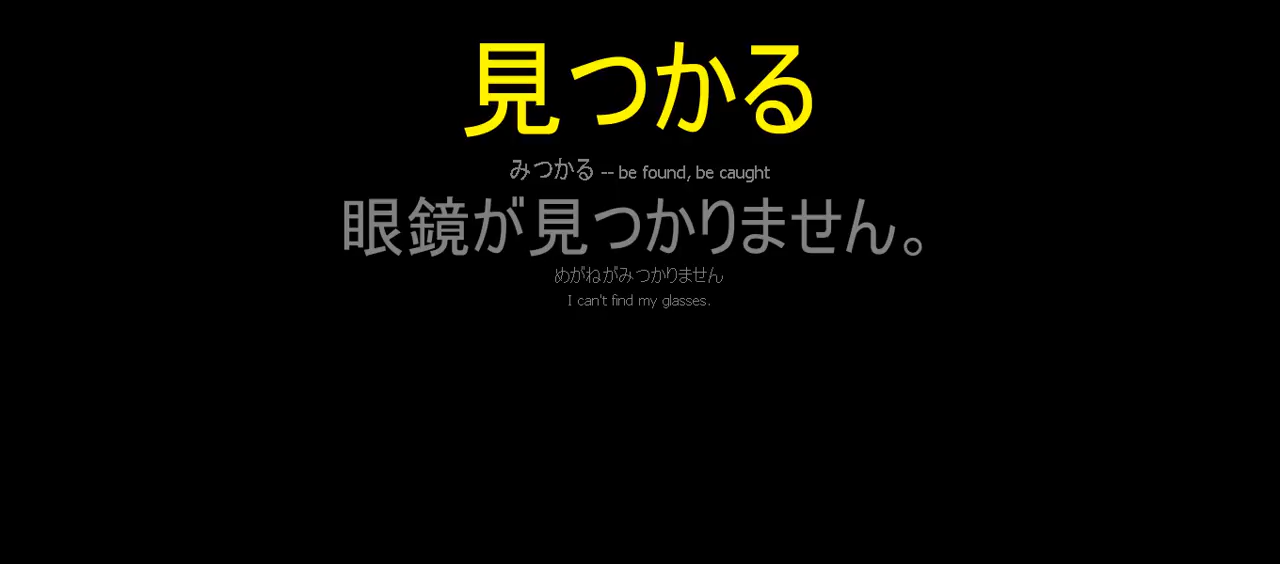 見つかる
みつかる -- be found, be caught
眼鏡が見つかりません。
めがねがみつかりません
I can't find my glasses.